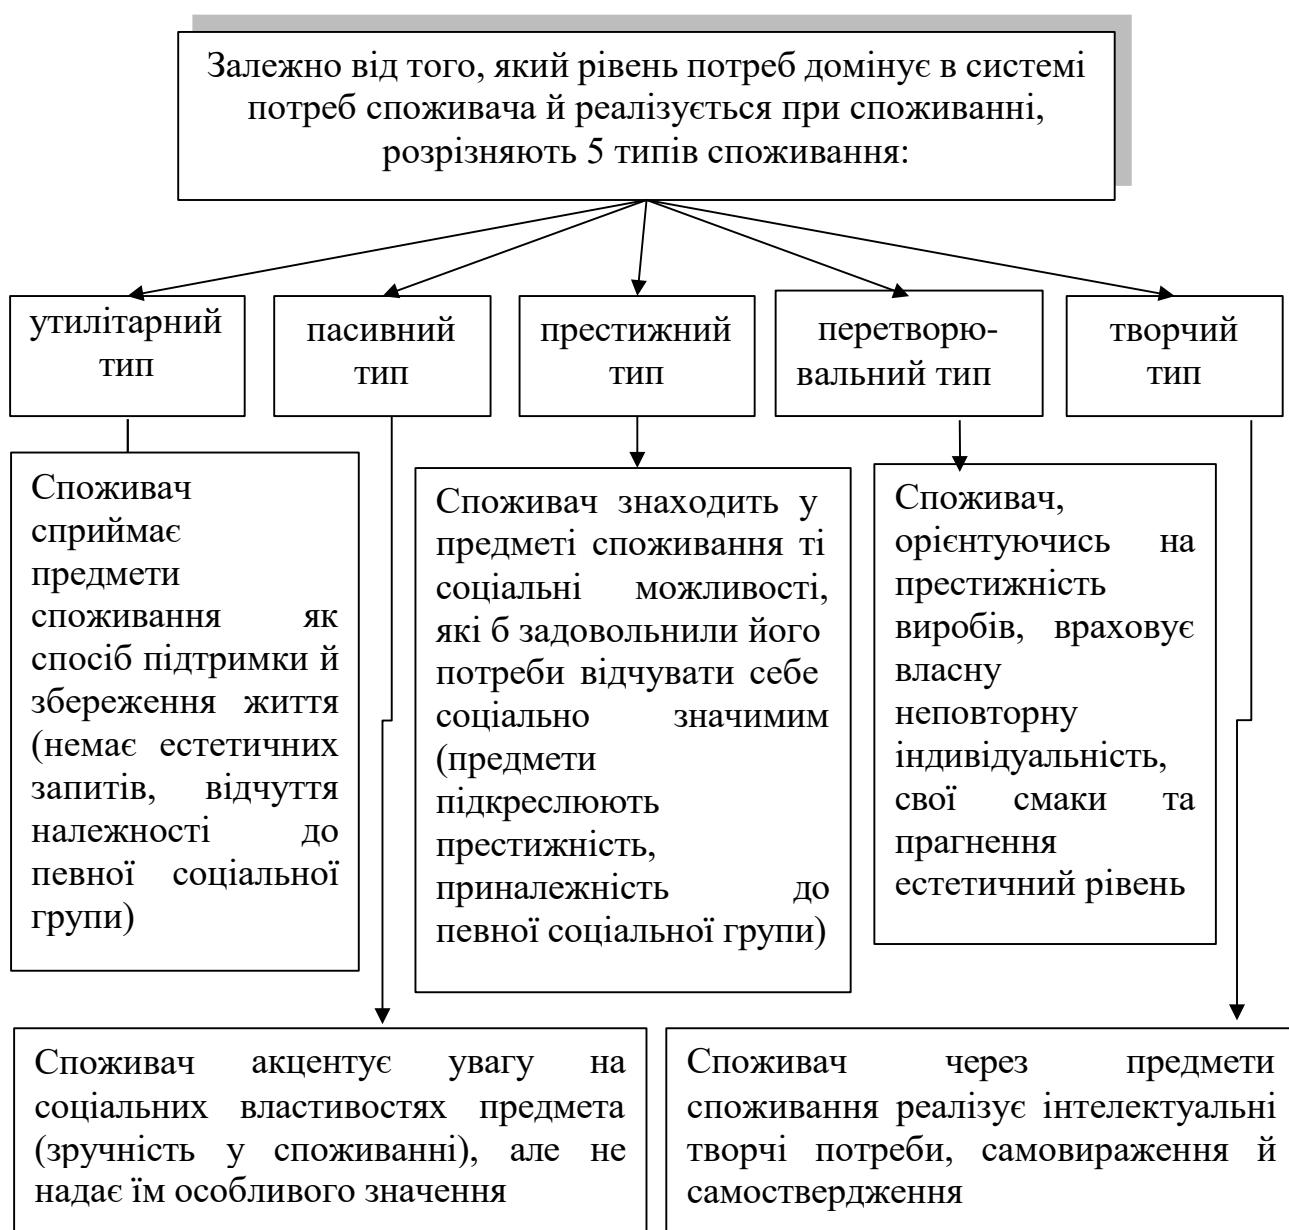 Залежно від того, який рівень потреб домінує в системі
потреб споживача й реалізується при споживанні,
розрізняють 5 типів споживання:
утилітарний
тип
пасивний
тип
престижний
тип
перетворю-
вальний тип
творчий
тип
Споживач
сприймає
предмети
споживання як
спосіб підтримки й
збереження життя
(немає естетичних
запитів, відчуття
належності до
певної соціальної
групи)
Споживач знаходить у
предметі споживання ті
соціальні можливості,
які б задовольнили його
потреби відчувати себе
соціально значимим
(предмети
підкреслюють
престижність,
приналежність до
певної соціальної групи)
Споживач,
орієнтуючись на
престижність
виробів, враховує
власну
неповторну
індивідуальність,
свої смаки та
прагнення
естетичний рівень
Споживач акцентує увагу на
соціальних властивостях предмета
(зручність у споживанні), але не
надає їм особливого значення
Споживач через предмети
споживання реалізує інтелектуальні
творчі потреби, самовираження й
самоствердження